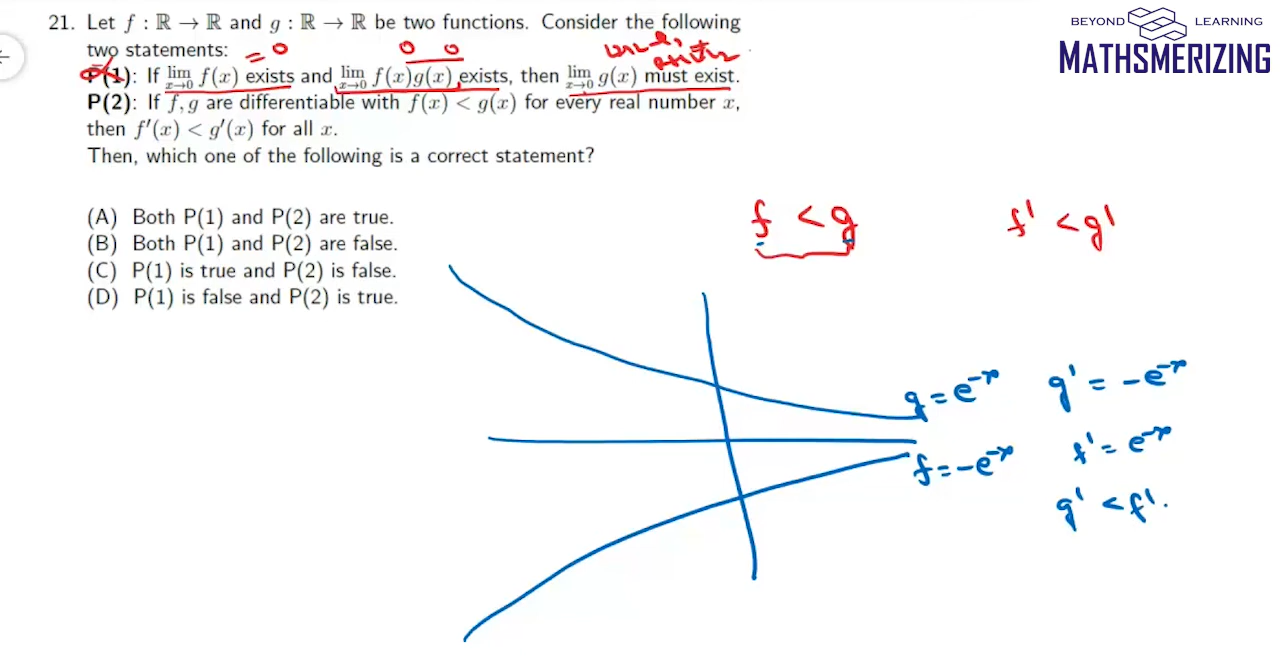 BEYOND LEARNING
MATHSMERIZING
21. Let f : ℝ → ℝ and g : ℝ → ℝ be two functions. Consider the following
two statements:
= 0
0 0
P(1): If lim x→0 f(x) exists and lim x→0 f(x)g(x) exists, then lim x→0 g(x) must exist.
P(2): If f, g are differentiable with f(x) < g(x) for every real number x,
then f′(x) < g′(x) for all x.
Then, which one of the following is a correct statement?
(A) Both P(1) and P(2) are true.
(B) Both P(1) and P(2) are false.
(C) P(1) is true and P(2) is false.
(D) P(1) is false and P(2) is true.
f < g f' < g'
g = e^-x g' = -e^-x
f = -e^-x f' = e^-x
g' < f'.